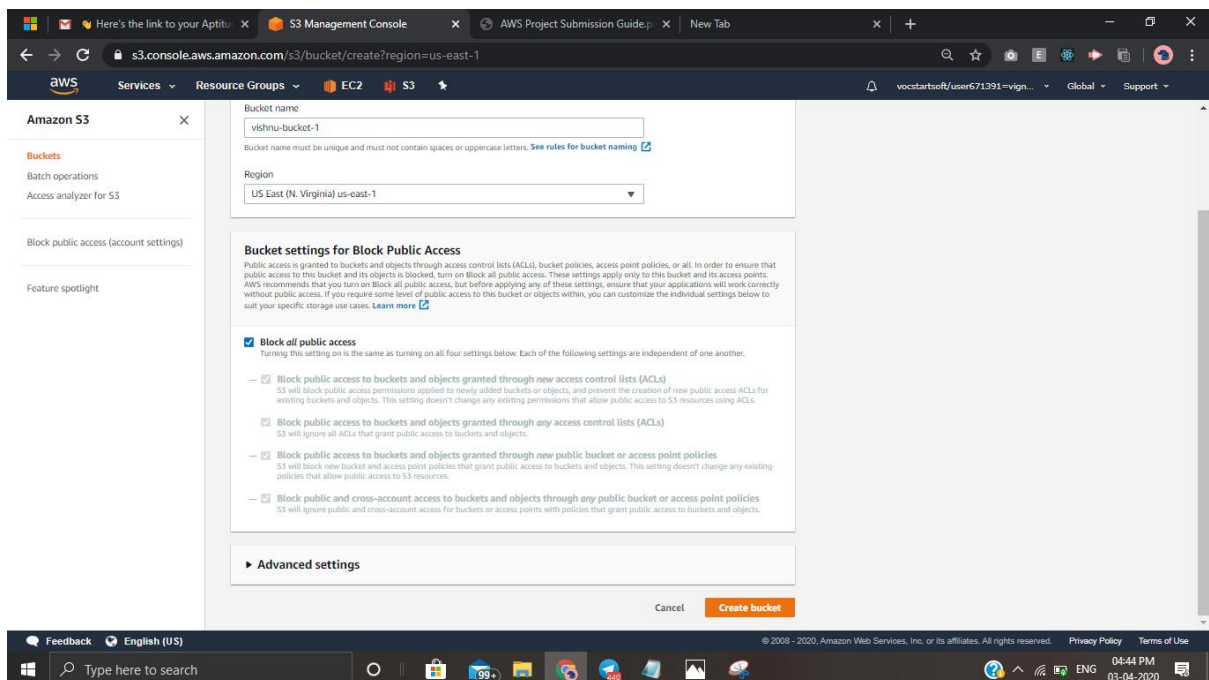 Here's the link to your Aptitu
S3 Management Console
AWS Project Submission Guide.p
New Tab
s3.console.aws.amazon.com/s3/bucket/create?region=us-east-1
aws
Services
Resource Groups
EC2
S3
vocstartsoft/user671391=vign...
Global
Support
Amazon S3
Buckets
Batch operations
Access analyzer for S3
Block public access (account settings)
Feature spotlight
Bucket name
vishnu-bucket-1
Bucket name must be unique and must not contain spaces or uppercase letters. See rules for bucket naming
Region
US East (N. Virginia) us-east-1
Bucket settings for Block Public Access
Public access is granted to buckets and objects through access control lists (ACLs), bucket policies, access point policies, or all. In order to ensure that
public access to this bucket and its objects is blocked, turn on Block all public access. These settings apply only to this bucket and its access points.
AWS recommends that you turn on Block all public access, but before applying any of these settings, ensure that your applications will work correctly
without public access. If you require some level of public access to this bucket or objects within, you can customize the individual settings below to
suit your specific storage use cases. Learn more
Block all public access
Turning this setting on is the same as turning on all four settings below. Each of the following settings are independent of one another.
Block public access to buckets and objects granted through new access control lists (ACLs)
S3 will block public access permissions applied to newly added buckets or objects, and prevent the creation of new public access ACLs for
existing buckets and objects. This setting doesn't change any existing permissions that allow public access to S3 resources using ACLs.
Block public access to buckets and objects granted through any access control lists (ACLs)
S3 will ignore all ACLs that grant public access to buckets and objects.
Block public access to buckets and objects granted through new public bucket or access point policies
S3 will block new bucket and access point policies that grant public access to buckets and objects. This setting doesn't change any existing
policies that allow public access to S3 resources.
Block public and cross-account access to buckets and objects through any public bucket or access point policies
S3 will ignore public and cross-account access for buckets or access points with policies that grant public access to buckets and objects.
Advanced settings
Cancel
Create bucket
Feedback
English (US)
© 2008 - 2020, Amazon Web Services, Inc. or its affiliates. All rights reserved.
Privacy Policy
Terms of Use
Type here to search
99+
ENG
04:44 PM
03-04-2020